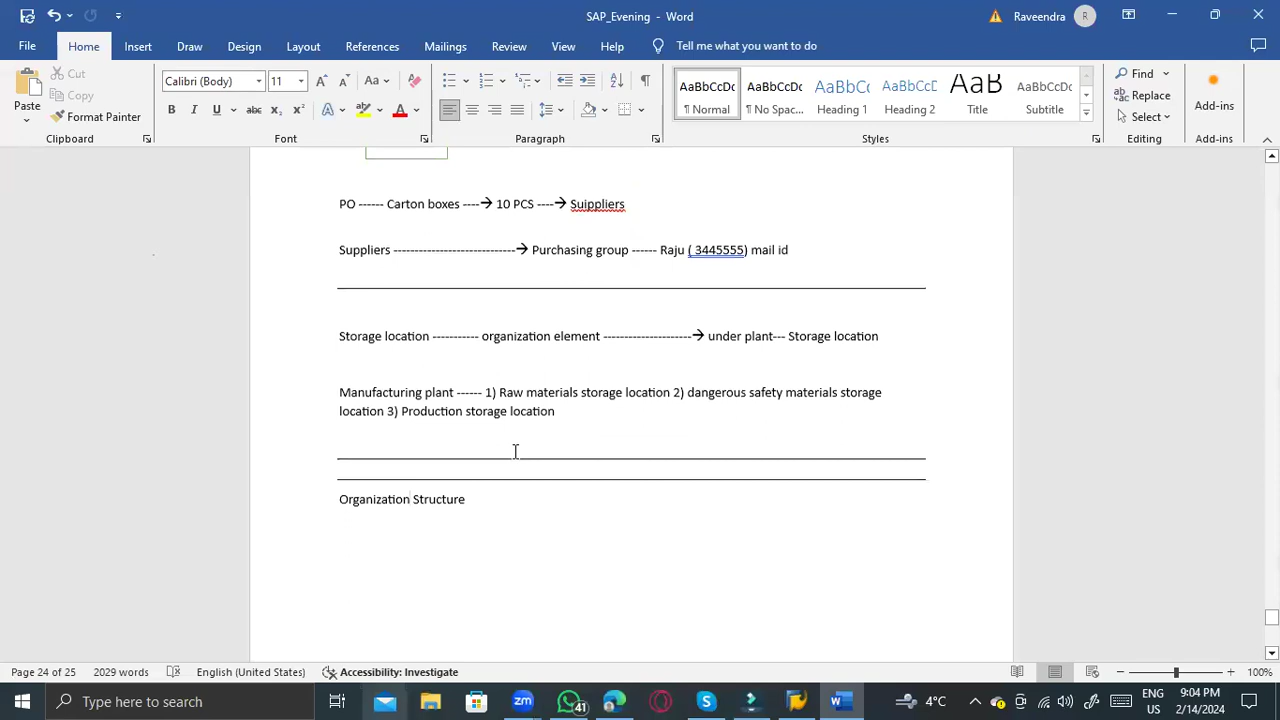 SAP_Evening - Word
Raveendra R
File Home Insert Draw Design Layout References Mailings Review View Help Tell me what you want to do
Paste
Cut
Copy
Format Painter
Clipboard
Calibri (Body) 11
Font
Paragraph
AaBbCcDc AaBbCcDc AaBbCc AaBbCcD AaB AaBbCcD
¶ Normal ¶ No Spac... Heading 1 Heading 2 Title Subtitle
Styles
Find
Replace
Select
Editing
Add-ins
Add-ins
PO ------ Carton boxes ----→ 10 PCS ----→ Suippliers
Suppliers -----------------------------→ Purchasing group ------ Raju ( 3445555) mail id
Storage location ----------- organization element ---------------------→ under plant--- Storage location
Manufacturing plant ------ 1) Raw materials storage location 2) dangerous safety materials storage
location 3) Production storage location
Organization Structure
Page 24 of 25 2029 words English (United States) Accessibility: Investigate 100%
Type here to search
zm
41
4°C
ENG
US
9:04 PM
2/14/2024